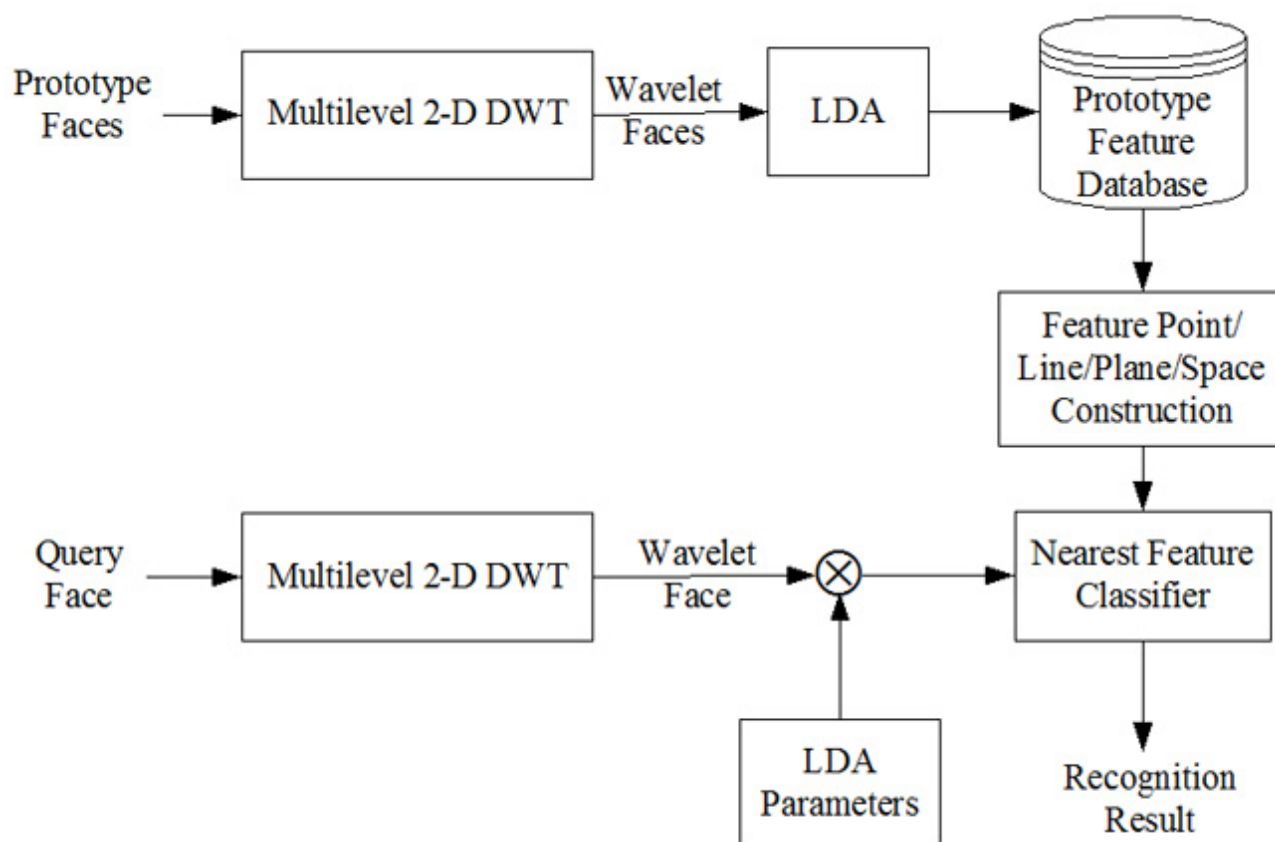 Prototype
Faces
Multilevel 2-D DWT
Wavelet
Faces
LDA
Prototype
Feature
Database
Feature Point/
Line/Plane/Space
Construction
Query
Face
Multilevel 2-D DWT
Wavelet
Face
Nearest Feature
Classifier
LDA
Parameters
Recognition
Result